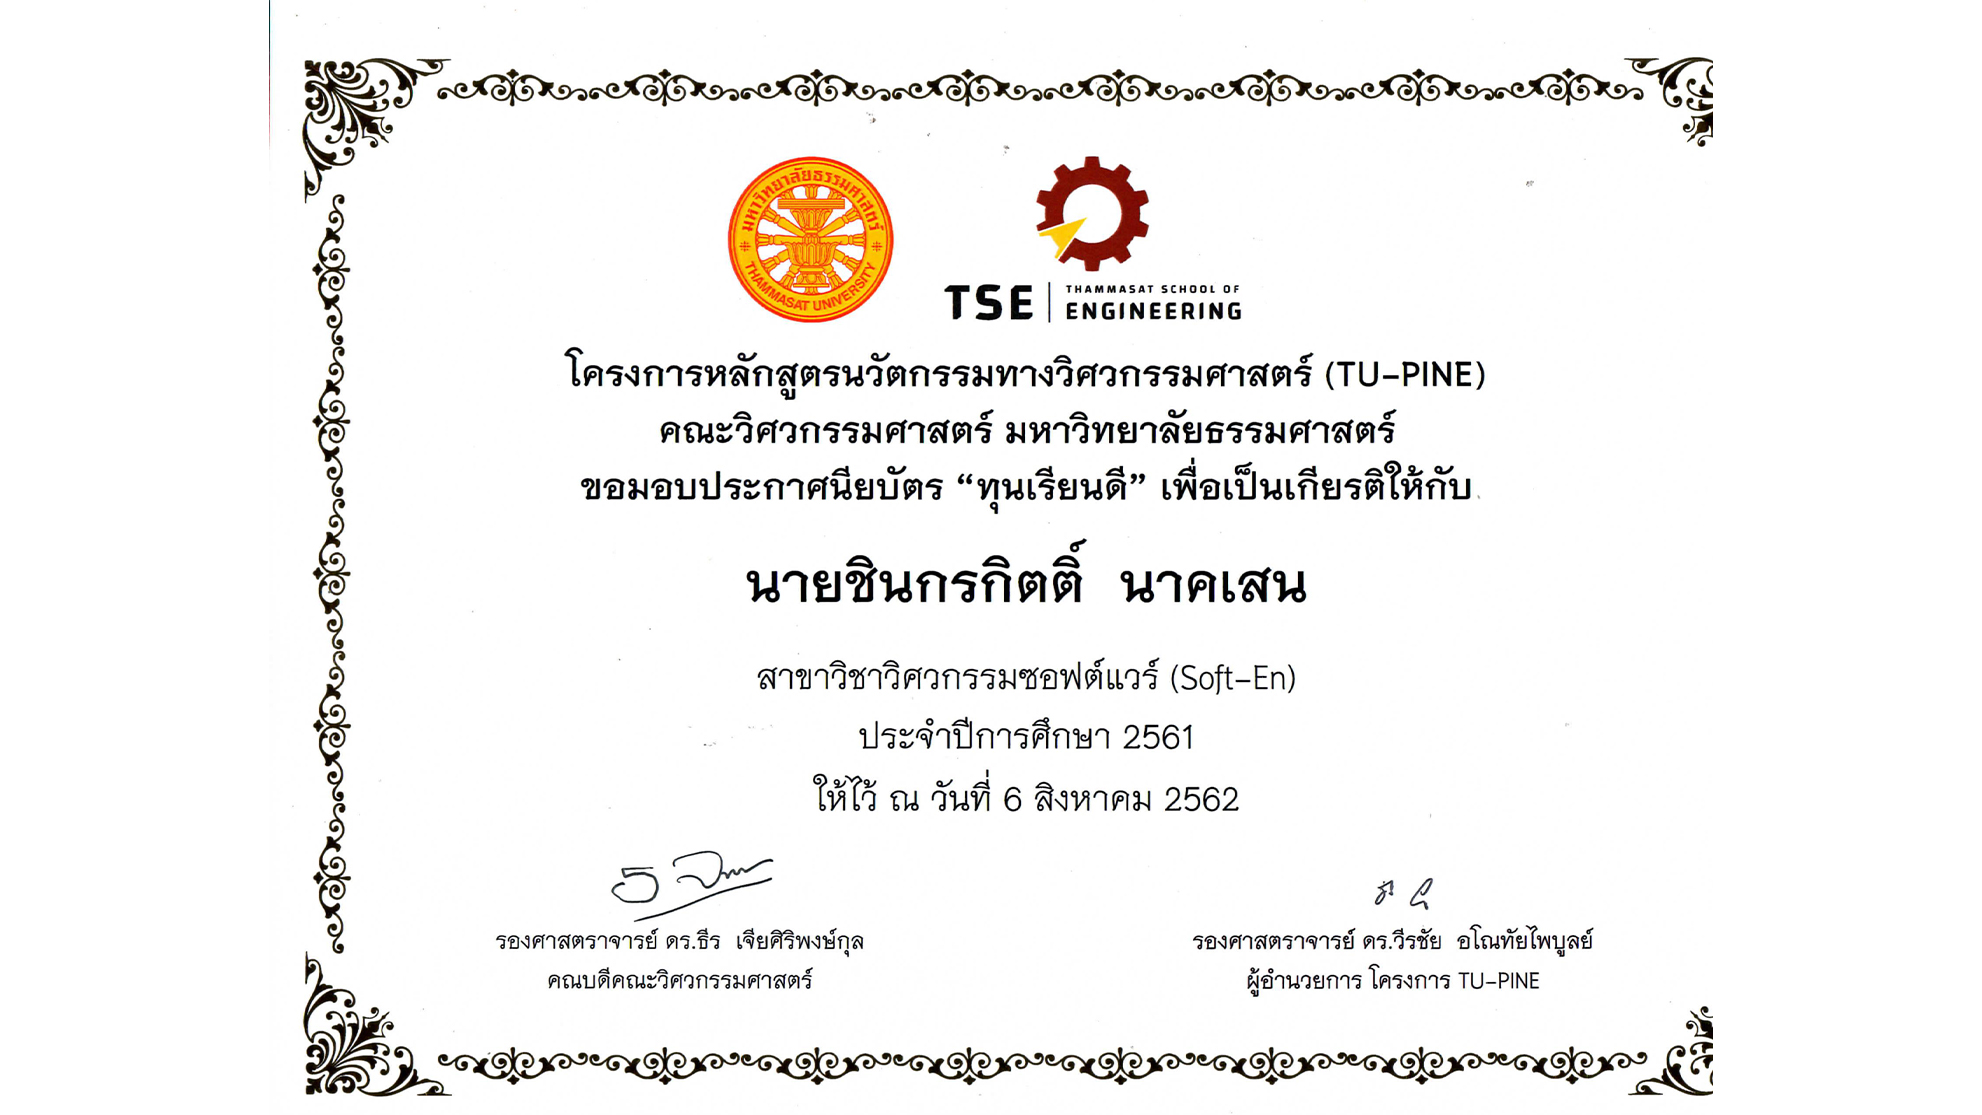 มหาวิทยาลัยธรรมศาสตร์
THAMMASAT UNIVERSITY
TSE
THAMMASAT SCHOOL OF
ENGINEERING
โครงการหลักสูตรนวัตกรรมทางวิศวกรรมศาสตร์ (TU-PINE)
คณะวิศวกรรมศาสตร์ มหาวิทยาลัยธรรมศาสตร์
ขอมอบประกาศนียบัตร “ทุนเรียนดี” เพื่อเป็นเกียรติให้กับ
นายชินกรกิตติ์ นาคเสน
สาขาวิชาวิศวกรรมซอฟต์แวร์ (Soft-En)
ประจำปีการศึกษา 2561
ให้ไว้ ณ วันที่ 6 สิงหาคม 2562
รองศาสตราจารย์ ดร.ธีร เจียศิริพงษ์กุล
คณบดีคณะวิศวกรรมศาสตร์
รองศาสตราจารย์ ดร.วีรชัย อโณทัยไพบูลย์
ผู้อำนวยการ โครงการ TU-PINE